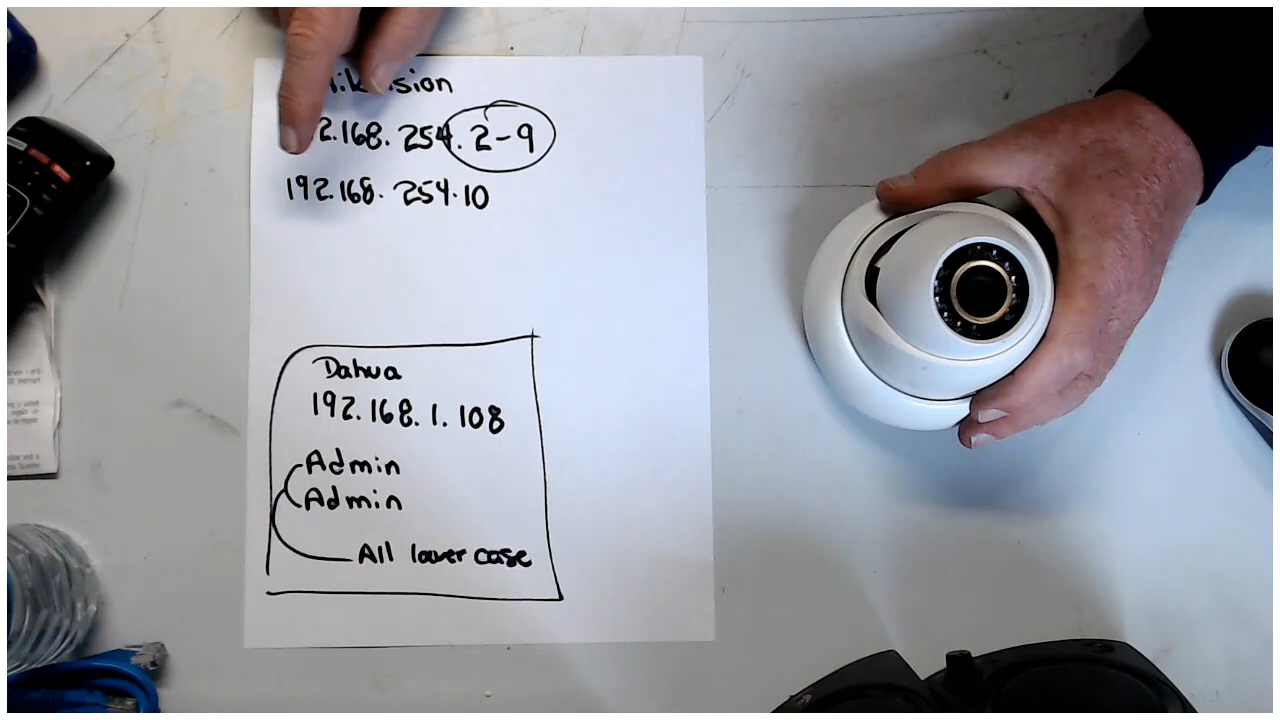 192.168.254.2-9
192.168.254.10
Dahua
192.168.1.108
Admin
Admin
All lower case